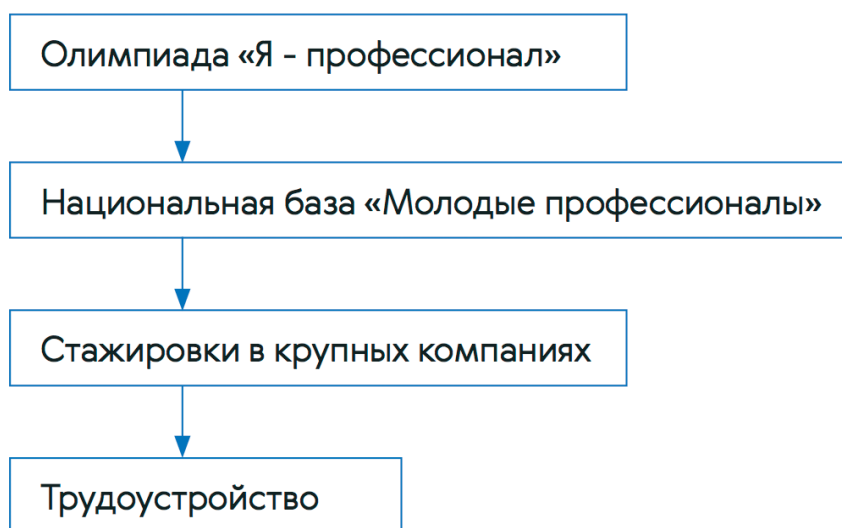 Олимпиада «Я - профессионал»
Национальная база «Молодые профессионалы»
Стажировки в крупных компаниях
Трудоустройство